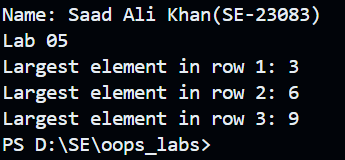 Name: Saad Ali Khan(SE-23083)
Lab 05
Largest element in row 1: 3
Largest element in row 2: 6
Largest element in row 3: 9
PS D:\SE\oops_labs>